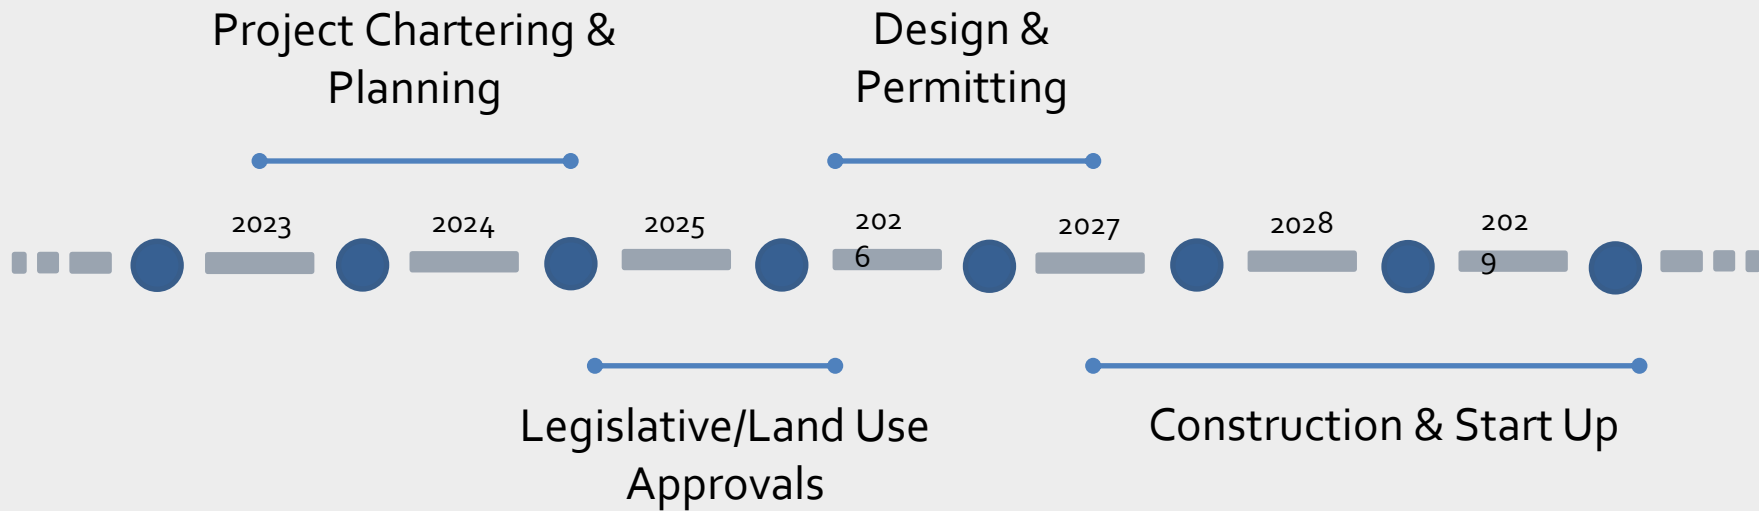 Project Chartering &
Planning
Design &
Permitting
2023
2024
2025
202
6
2027
2028
202
9
Legislative/Land Use
Approvals
Construction & Start Up